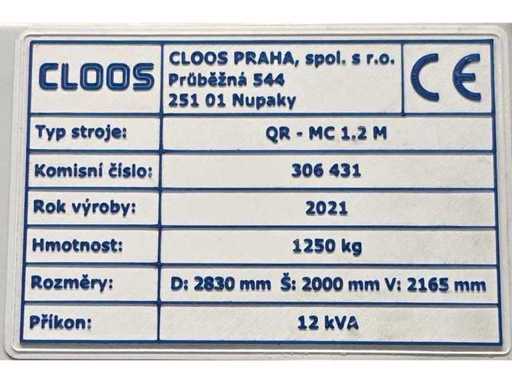 CLOOS
CLOOS PRAHA, spol. s r.o.
Průběžná 544
251 01 Nupaky
CE
Typ stroje: QR - MC 1.2 M
Komisní číslo: 306 431
Rok výroby: 2021
Hmotnost: 1250 kg
Rozměry: D: 2830 mm Š: 2000 mm V: 2165 mm
Příkon: 12 kVA